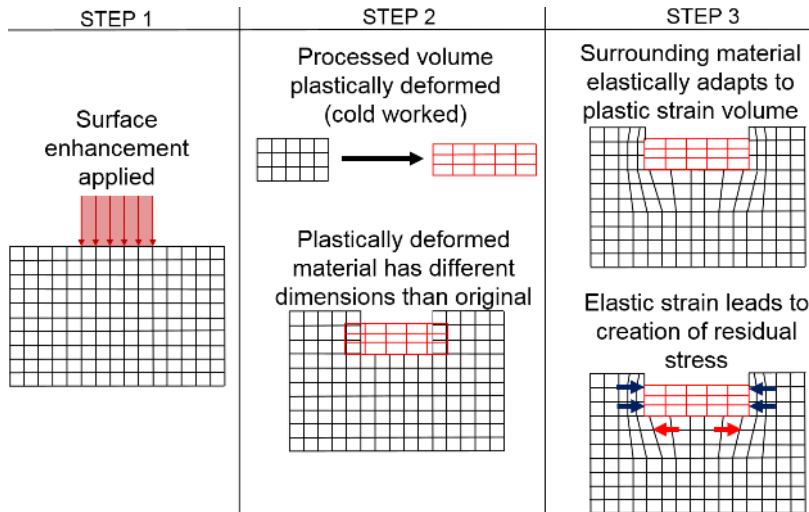 STEP 1
Surface
enhancement
applied
STEP 2
Processed volume
plastically deformed
(cold worked)
Plastically deformed
material has different
dimensions than original
STEP 3
Surrounding material
elastically adapts to
plastic strain volume
Elastic strain leads to
creation of residual
stress